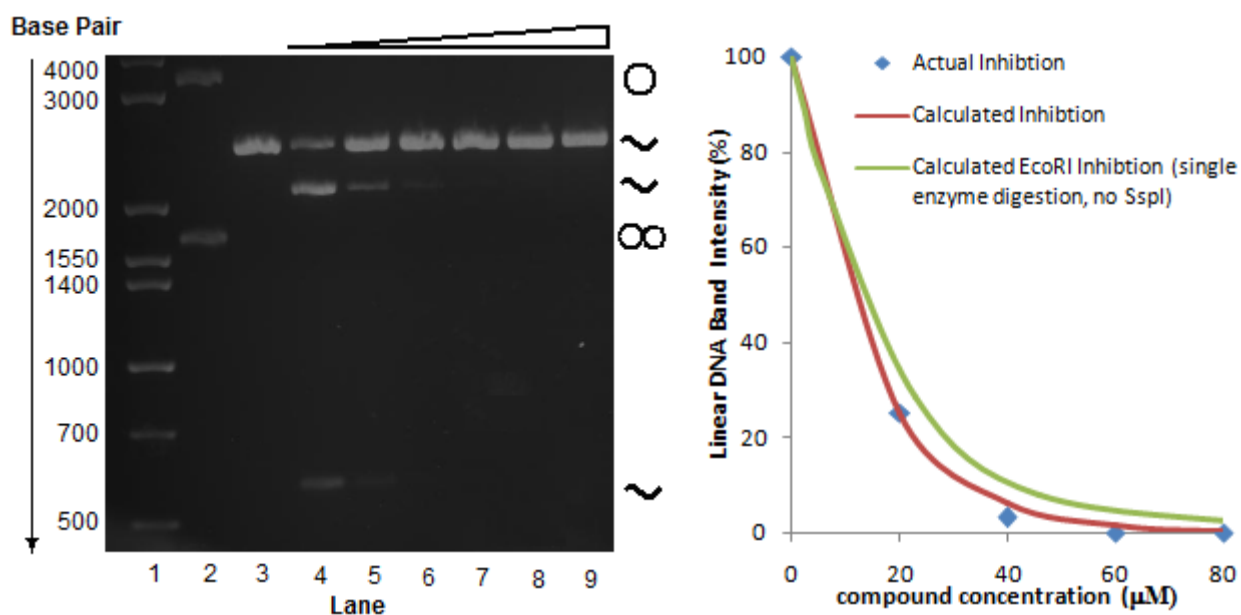 Base Pair
4000
3000
2000
1550
1400
1000
700
500
1 2 3 4 5 6 7 8 9
Lane
Linear DNA Band Intensity (%)
100
80
60
40
20
0
0 20 40 60 80
compound concentration (µM)
Actual Inhibtion
Calculated Inhibtion
Calculated EcoRI Inhibtion (single
enzyme digestion, no SspI)